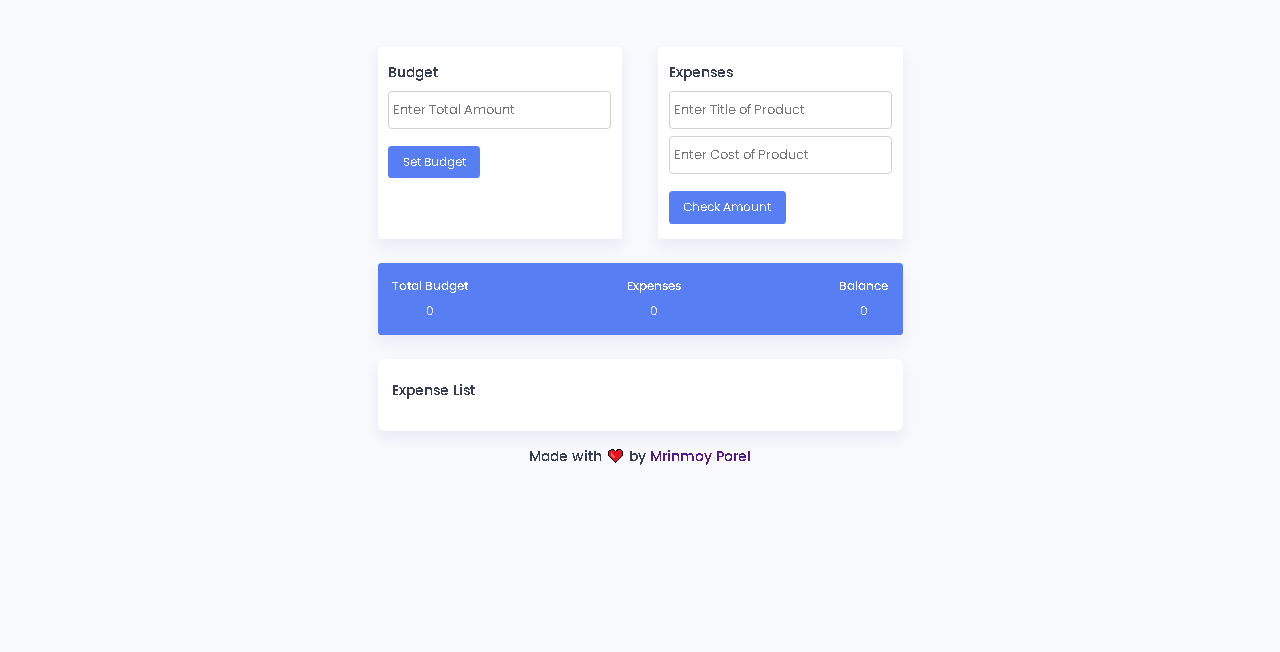 Budget
Enter Total Amount
Set Budget
Expenses
Enter Title of Product
Enter Cost of Product
Check Amount
Total Budget Expenses Balance
0 0 0
Expense List
Made with ❤ by Mrinmoy Porel